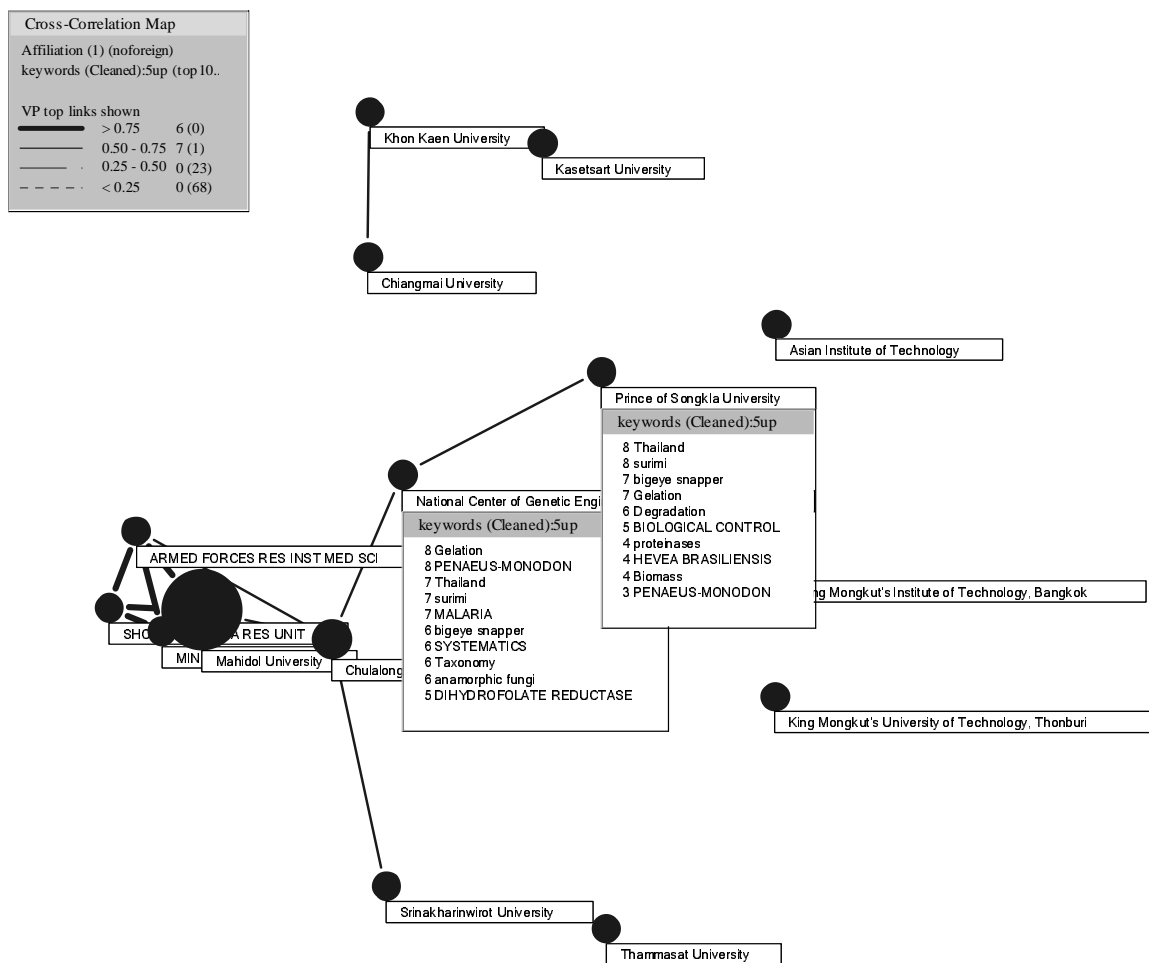 Cross-Correlation Map
Affiliation (1) (noforeign)
keywords (Cleaned):5up (top10..
VP top links shown
> 0.75 6 (0)
0.50 - 0.75 7 (1)
0.25 - 0.50 0 (23)
< 0.25 0 (68)
Khon Kaen University
Kasetsart University
Chiangmai University
Asian Institute of Technology
Prince of Songkla University
keywords (Cleaned):5up
8 Thailand
8 surimi
7 bigeye snapper
7 Gelation
6 Degradation
5 BIOLOGICAL CONTROL
4 proteinases
4 HEVEA BRASILIENSIS
4 Biomass
3 PENAEUS-MONODON
National Center of Genetic Engi
keywords (Cleaned):5up
8 Gelation
8 PENAEUS-MONODON
7 Thailand
7 surimi
7 MALARIA
6 bigeye snapper
6 SYSTEMATICS
6 Taxonomy
6 anamorphic fungi
5 DIHYDROFOLATE REDUCTASE
ARMED FORCES RES INST MED SCI
SHO A RES UNIT
MIN
Mahidol University
Chulalong
ng Mongkut's Institute of Technology, Bangkok
King Mongkut's University of Technology, Thonburi
Srinakharinwirot University
Thammasat University